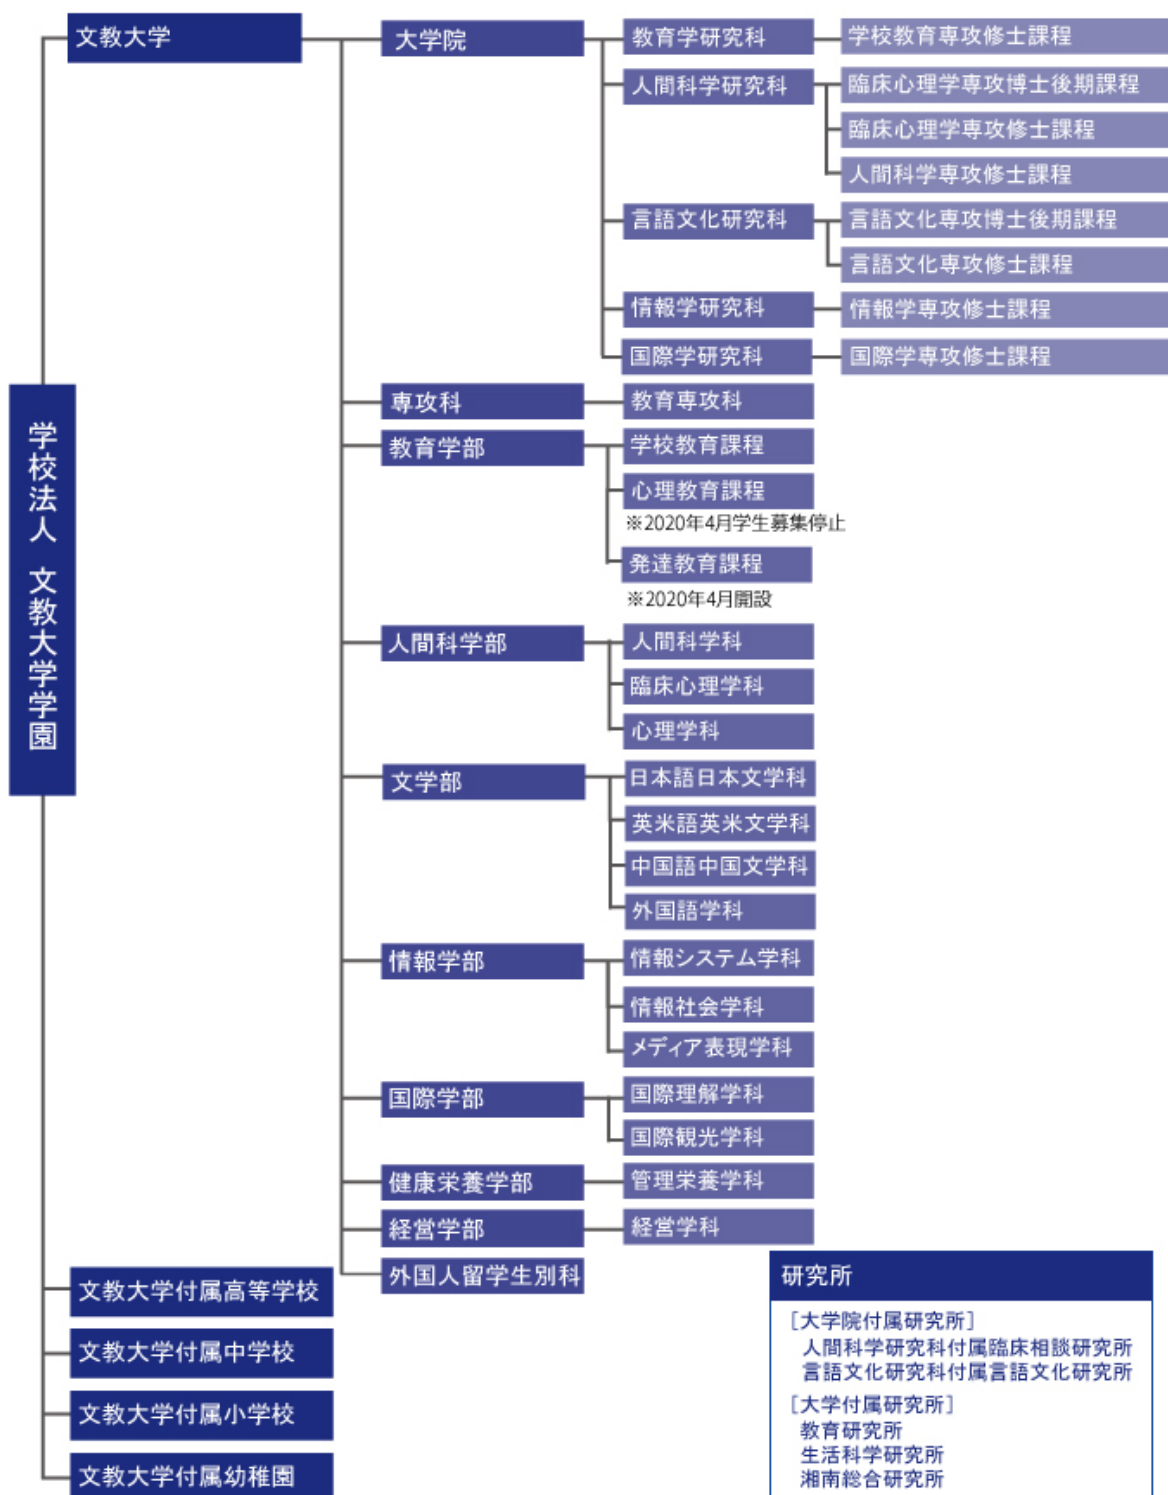 学校法人 文教大学学園
文教大学
大学院
教育学研究科
学校教育専攻修士課程
人間科学研究科
臨床心理学専攻博士後期課程
臨床心理学専攻修士課程
人間科学専攻修士課程
言語文化研究科
言語文化専攻博士後期課程
言語文化専攻修士課程
情報学研究科
情報学専攻修士課程
国際学研究科
国際学専攻修士課程
専攻科
教育専攻科
教育学部
学校教育課程
心理教育課程
※2020年4月学生募集停止
発達教育課程
※2020年4月開設
人間科学部
人間科学科
臨床心理学科
心理学科
文学部
日本語日本文学科
英米語英米文学科
中国語中国文学科
外国語学科
情報学部
情報システム学科
情報社会学科
メディア表現学科
国際学部
国際理解学科
国際観光学科
健康栄養学部
管理栄養学科
経営学部
経営学科
外国人留学生別科
文教大学付属高等学校
文教大学付属中学校
文教大学付属小学校
文教大学付属幼稚園
研究所
［大学院付属研究所］
人間科学研究科付属臨床相談研究所
言語文化研究科付属言語文化研究所
［大学付属研究所］
教育研究所
生活科学研究所
湘南総合研究所